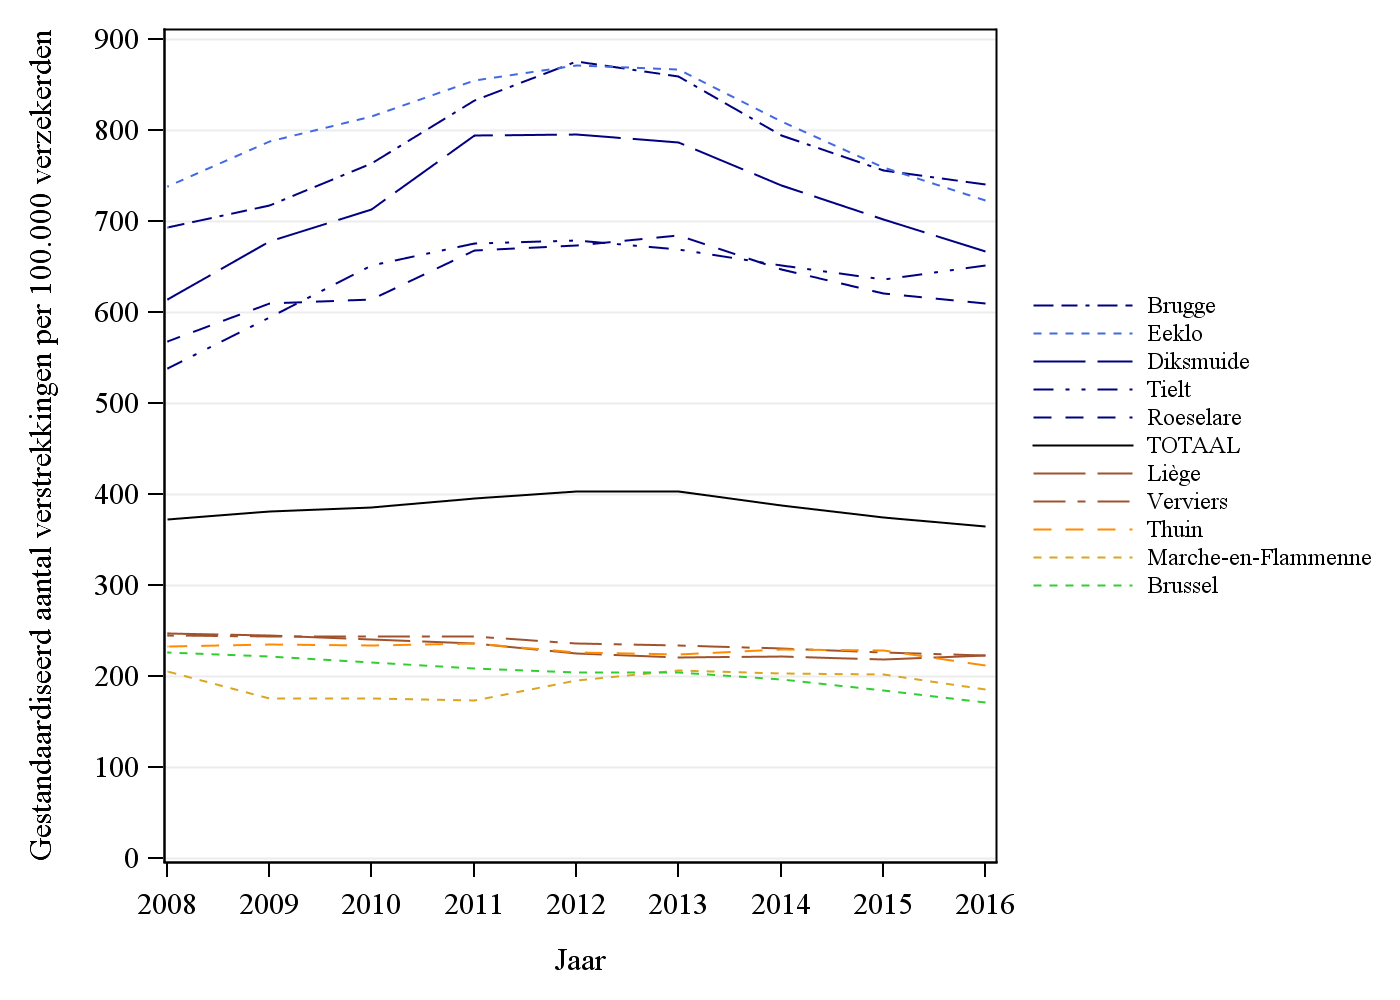 Gestandaardiseerd aantal verstrekkingen per 100.000 verzekerden
900
800
700
600
500
400
300
200
100
0
2008 2009 2010 2011 2012 2013 2014 2015 2016
Jaar
Brugge
Eeklo
Diksmuide
Tielt
Roeselare
TOTAAL
Liège
Verviers
Thuin
Marche-en-Flammenne
Brussel